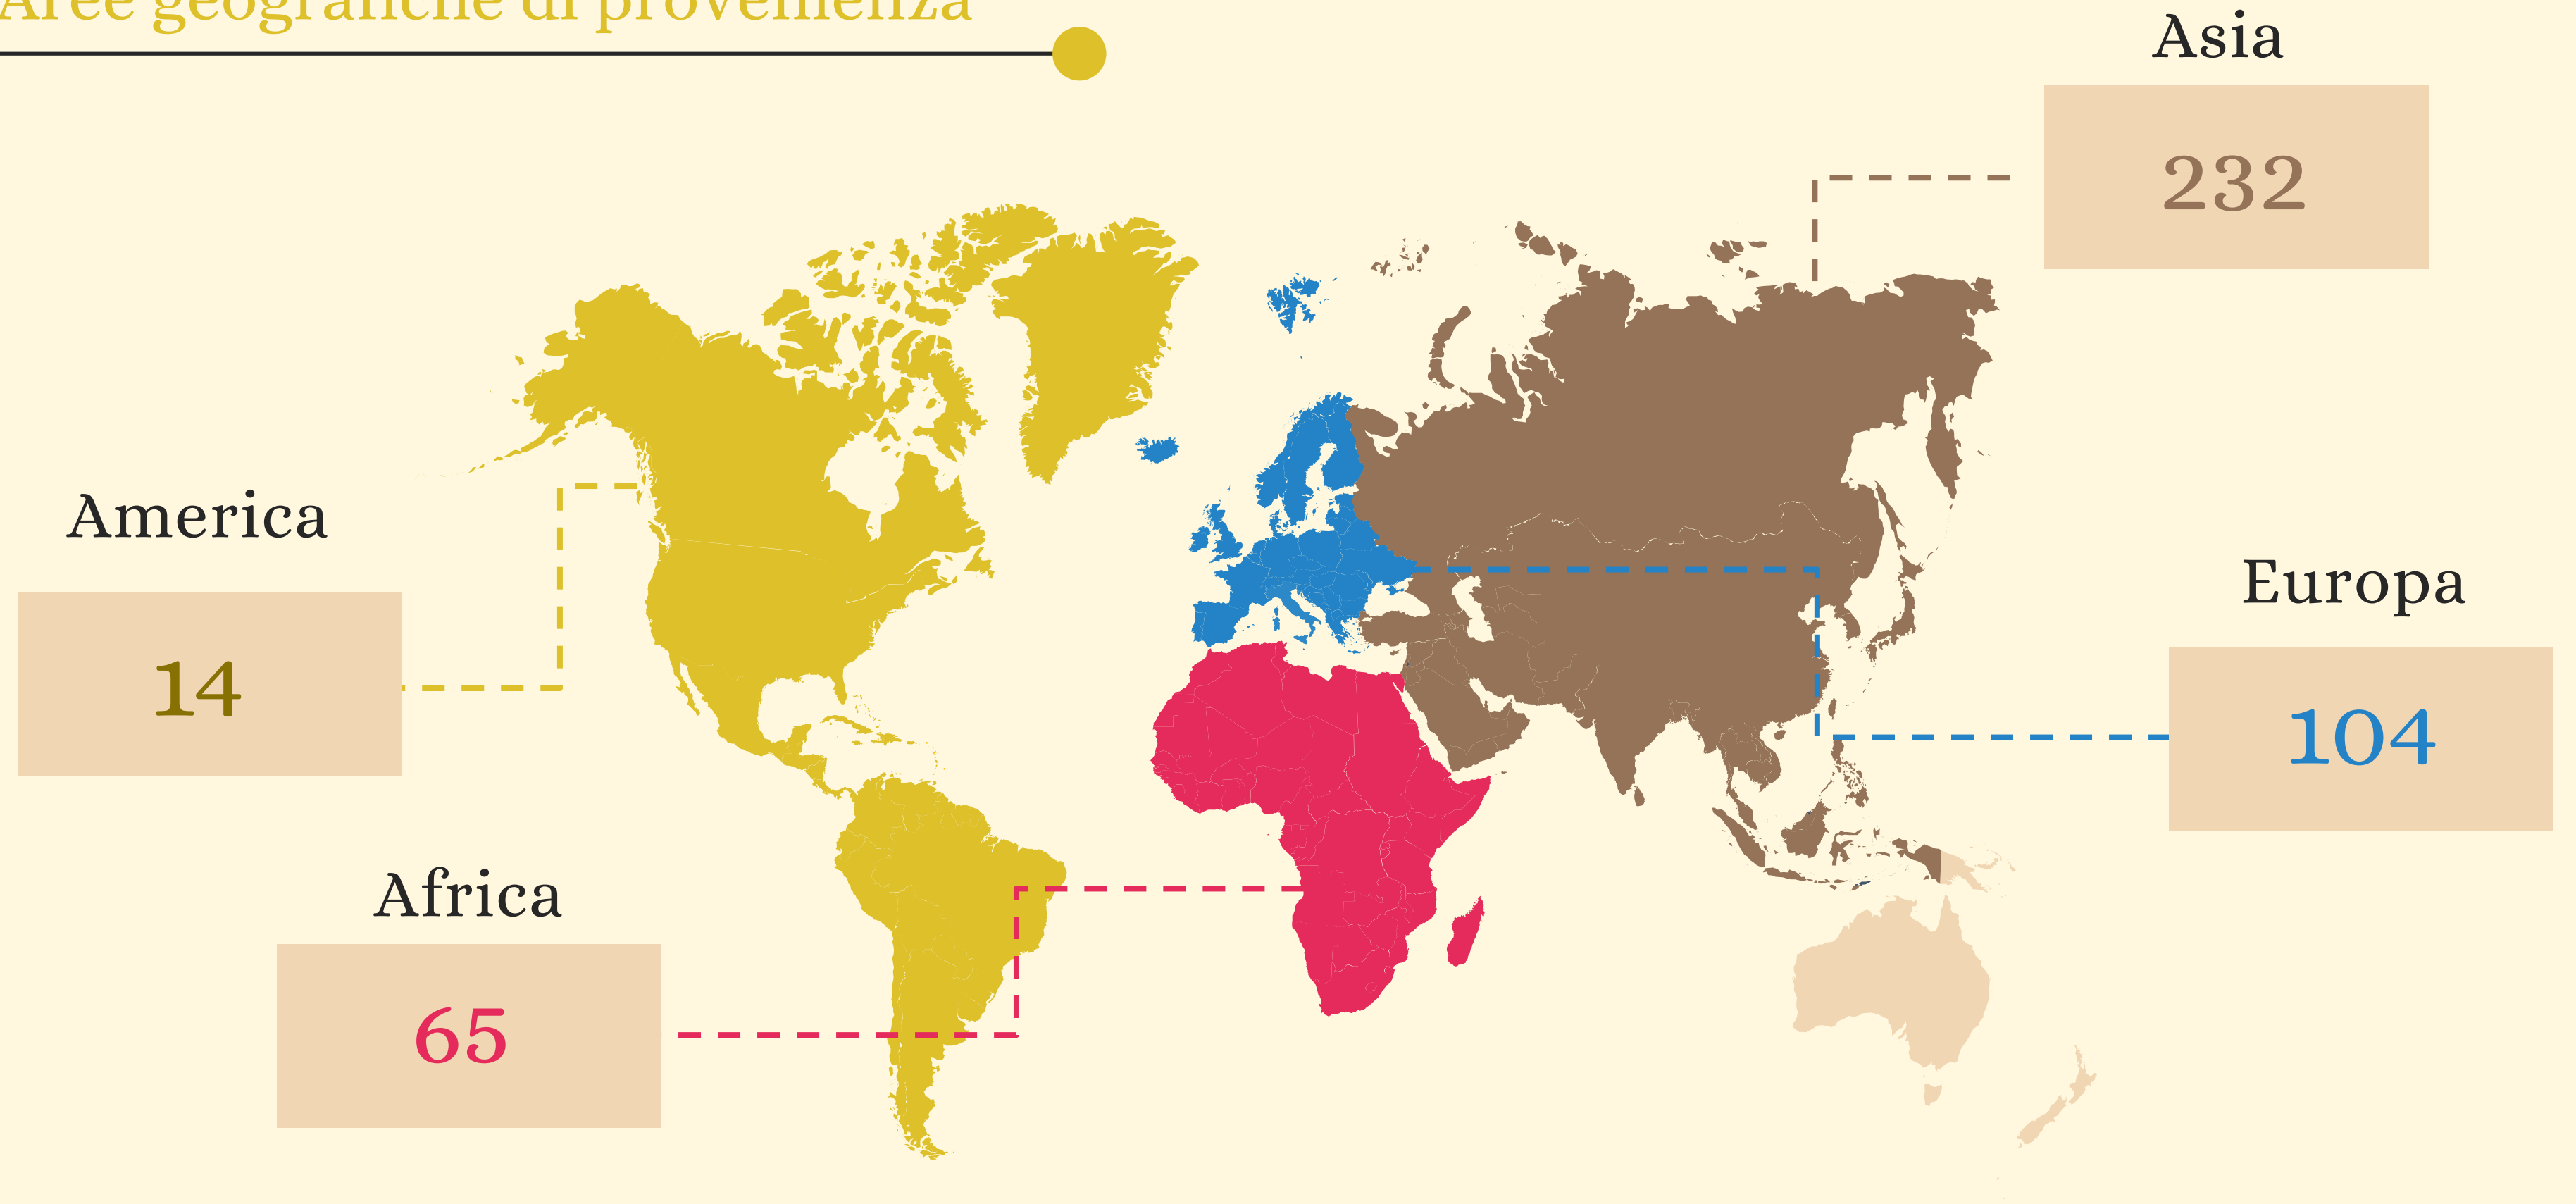 Aree geografiche di provenienza
Asia
232
America
14
Europa
104
Africa
65